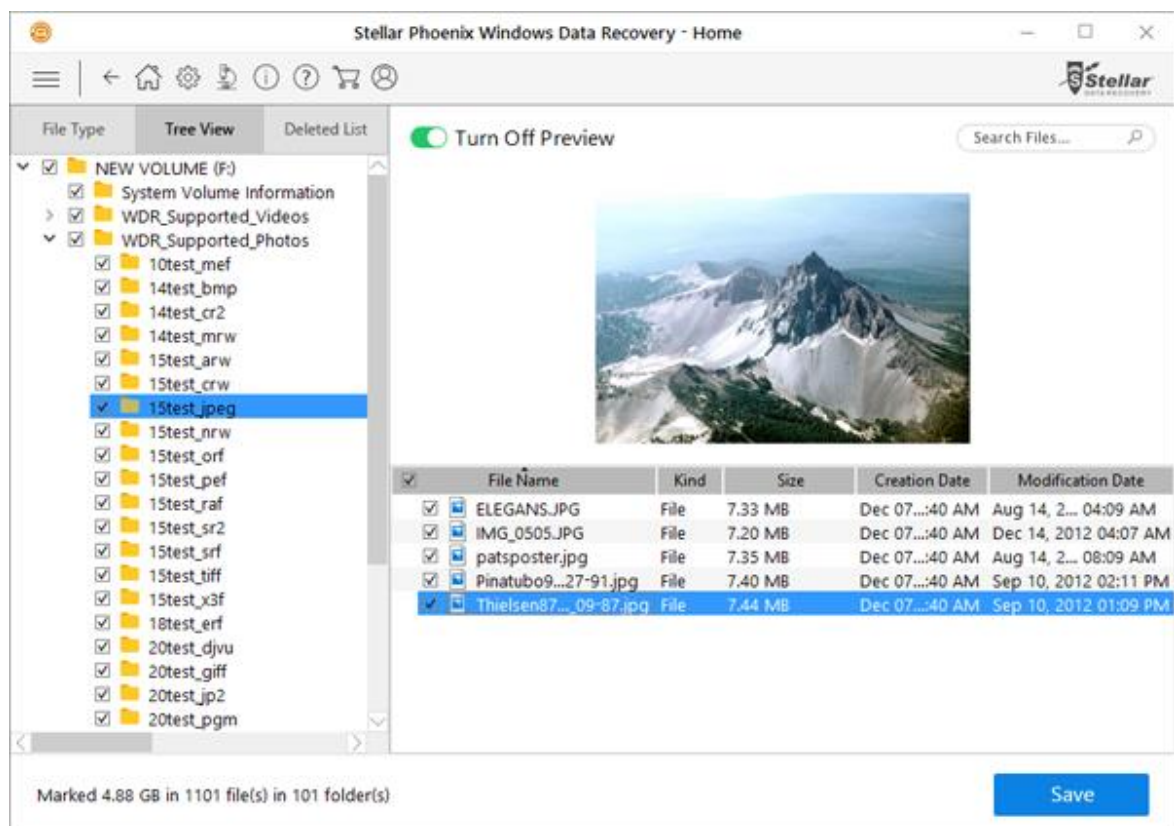 Stellar Phoenix Windows Data Recovery - Home
Stellar
DATA RECOVERY
File Type Tree View Deleted List
NEW VOLUME (F:)
System Volume Information
WDR_Supported_Videos
WDR_Supported_Photos
10test_mef
14test_bmp
14test_cr2
14test_mrw
15test_arw
15test_crw
15test_jpeg
15test_nrw
15test_orf
15test_pef
15test_raf
15test_sr2
15test_srf
15test_tiff
15test_x3f
18test_erf
20test_djvu
20test_giff
20test_jp2
20test_pgm
Turn Off Preview Search Files...
File Name Kind Size Creation Date Modification Date
ELEGANS.JPG File 7.33 MB Dec 07...:40 AM Aug 14, 2... 04:09 AM
IMG_0505.JPG File 7.20 MB Dec 07...:40 AM Dec 14, 2012 04:07 AM
patsposter.jpg File 7.35 MB Dec 07...:40 AM Aug 14, 2... 08:09 AM
Pinatubo9...27-91.jpg File 7.40 MB Dec 07...:40 AM Sep 10, 2012 02:11 PM
Thielsen87..._09-87.jpg File 7.44 MB Dec 07...:40 AM Sep 10, 2012 01:09 PM
Marked 4.88 GB in 1101 file(s) in 101 folder(s)
Save